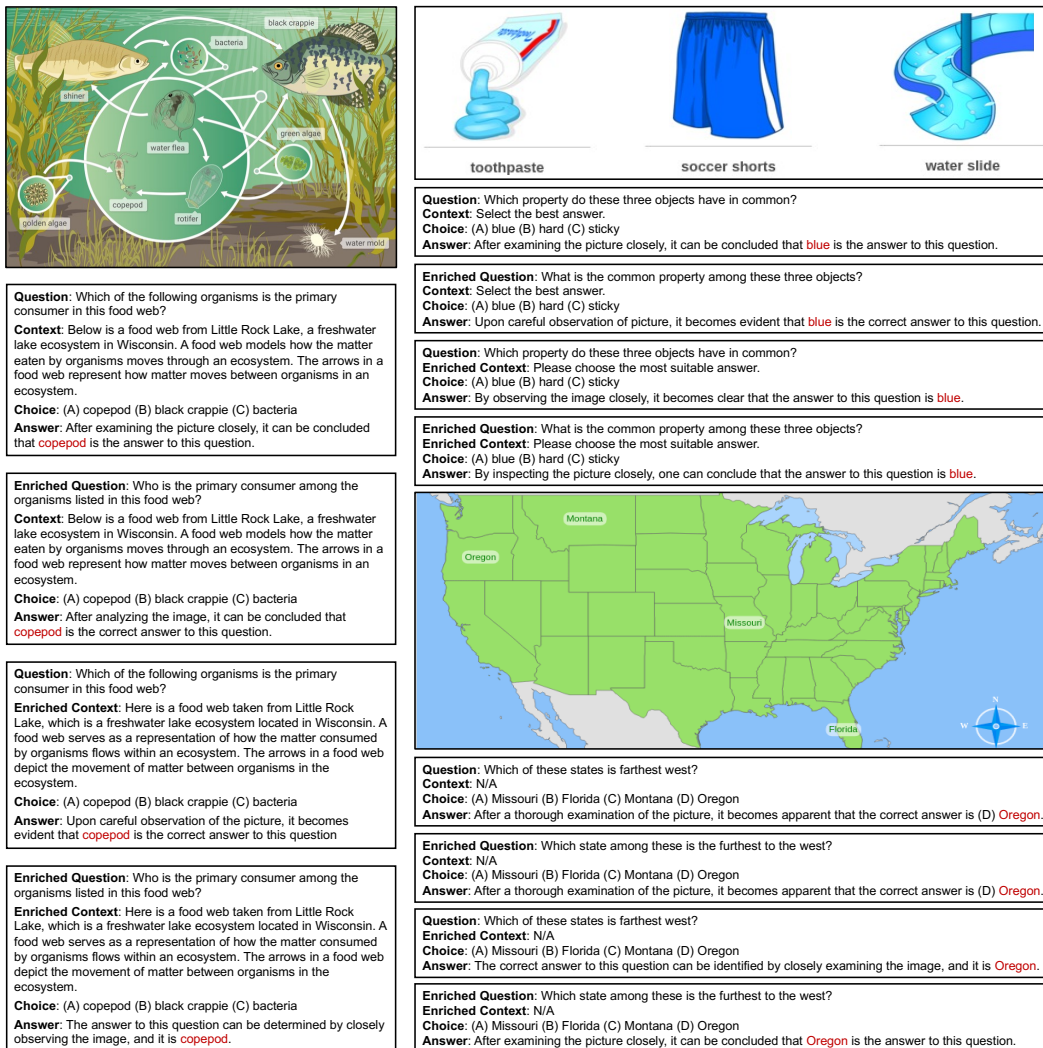 black crappie
bacteria
shiner
green algae
water flea
copepod
rotifer
golden algae
water mold
Question: Which of the following organisms is the primary
consumer in this food web?
Context: Below is a food web from Little Rock Lake, a freshwater
lake ecosystem in Wisconsin. A food web models how the matter
eaten by organisms moves through an ecosystem. The arrows in a
food web represent how matter moves between organisms in an
ecosystem.
Choice: (A) copepod (B) black crappie (C) bacteria
Answer: After examining the picture closely, it can be concluded
that copepod is the answer to this question.
Enriched Question: Who is the primary consumer among the
organisms listed in this food web?
Context: Below is a food web from Little Rock Lake, a freshwater
lake ecosystem in Wisconsin. A food web models how the matter
eaten by organisms moves through an ecosystem. The arrows in a
food web represent how matter moves between organisms in an
ecosystem.
Choice: (A) copepod (B) black crappie (C) bacteria
Answer: After analyzing the image, it can be concluded that
copepod is the correct answer to this question.
Question: Which of the following organisms is the primary
consumer in this food web?
Enriched Context: Here is a food web taken from Little Rock
Lake, which is a freshwater lake ecosystem located in Wisconsin. A
food web serves as a representation of how the matter consumed
by organisms flows within an ecosystem. The arrows in a food web
depict the movement of matter between organisms in the
ecosystem.
Choice: (A) copepod (B) black crappie (C) bacteria
Answer: Upon careful observation of the picture, it becomes
evident that copepod is the correct answer to this question
Enriched Question: Who is the primary consumer among the
organisms listed in this food web?
Enriched Context: Here is a food web taken from Little Rock
Lake, which is a freshwater lake ecosystem located in Wisconsin. A
food web serves as a representation of how the matter consumed
by organisms flows within an ecosystem. The arrows in a food web
depict the movement of matter between organisms in the
ecosystem.
Choice: (A) copepod (B) black crappie (C) bacteria
Answer: The answer to this question can be determined by closely
observing the image, and it is copepod.
Toothpaste
toothpaste
soccer shorts
water slide
Question: Which property do these three objects have in common?
Context: Select the best answer.
Choice: (A) blue (B) hard (C) sticky
Answer: After examining the picture closely, it can be concluded that blue is the answer to this question.
Enriched Question: What is the common property among these three objects?
Context: Select the best answer.
Choice: (A) blue (B) hard (C) sticky
Answer: Upon careful observation of picture, it becomes evident that blue is the correct answer to this question.
Question: Which property do these three objects have in common?
Enriched Context: Please choose the most suitable answer.
Choice: (A) blue (B) hard (C) sticky
Answer: By observing the image closely, it becomes clear that the answer to this question is blue.
Enriched Question: What is the common property among these three objects?
Enriched Context: Please choose the most suitable answer.
Choice: (A) blue (B) hard (C) sticky
Answer: By inspecting the picture closely, one can conclude that the answer to this question is blue.
Montana
Oregon
Missouri
Florida
N
W E
S
Question: Which of these states is farthest west?
Context: N/A
Choice: (A) Missouri (B) Florida (C) Montana (D) Oregon
Answer: After a thorough examination of the picture, it becomes apparent that the correct answer is (D) Oregon.
Enriched Question: Which state among these is the furthest to the west?
Context: N/A
Choice: (A) Missouri (B) Florida (C) Montana (D) Oregon
Answer: After a thorough examination of the picture, it becomes apparent that the correct answer is (D) Oregon.
Question: Which of these states is farthest west?
Enriched Context: N/A
Choice: (A) Missouri (B) Florida (C) Montana (D) Oregon
Answer: The correct answer to this question can be identified by closely examining the image, and it is Oregon.
Enriched Question: Which state among these is the furthest to the west?
Enriched Context: N/A
Choice: (A) Missouri (B) Florida (C) Montana (D) Oregon
Answer: After examining the picture closely, it can be concluded that Oregon is the answer to this question.